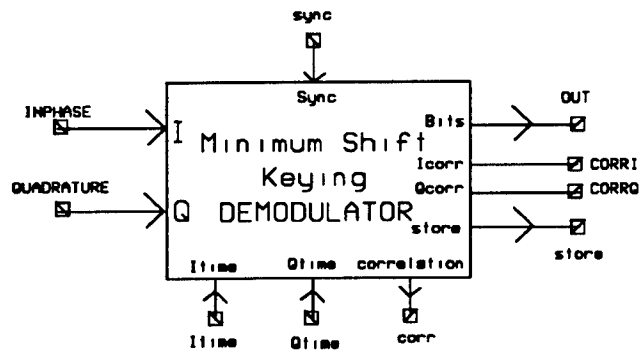 sync
Sync
INPHASE
I
Bits
OUT
Minimum Shift
Keying
DEMODULATOR
Icorr
CORRI
QUADRATURE
Q
Qcorr
CORRQ
store
store
Itime
Qtime
correlation
Itime
Qtime
corr